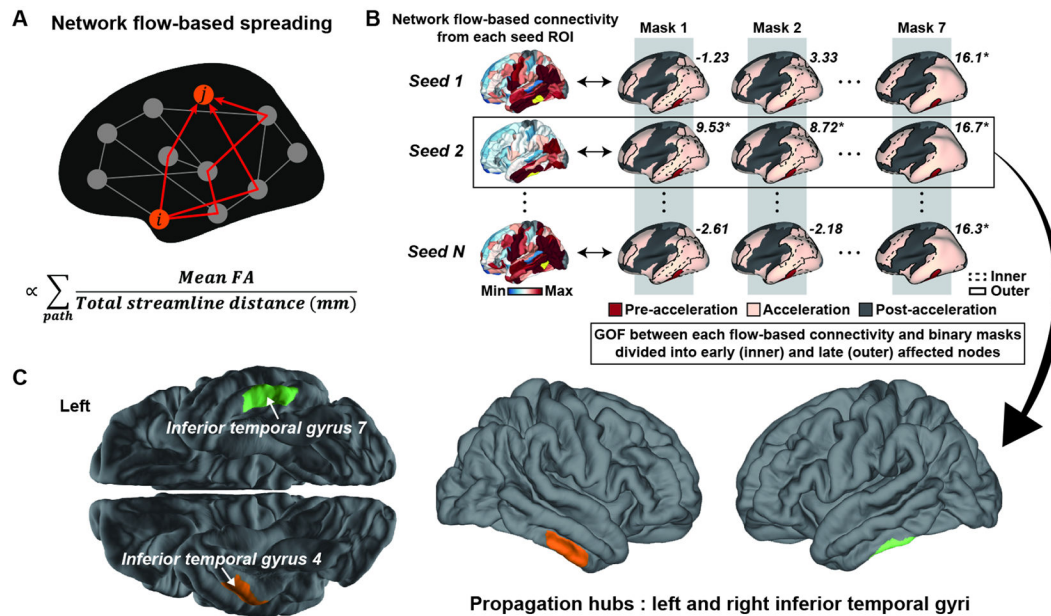 A
Network flow-based spreading
j
i
∝ ∑ path Mean FA / Total streamline distance (mm)
B
Network flow-based connectivity
from each seed ROI
Mask 1
Mask 2
Mask 7
Seed 1
-1.23
3.33
...
16.1*
Seed 2
9.53*
8.72*
...
16.7*
Seed N
-2.61
-2.18
...
16.3*
Min
Max
Inner
Outer
Pre-acceleration
Acceleration
Post-acceleration
GOF between each flow-based connectivity and binary masks
divided into early (inner) and late (outer) affected nodes
C
Left
Inferior temporal gyrus 7
Inferior temporal gyrus 4
Propagation hubs : left and right inferior temporal gyri